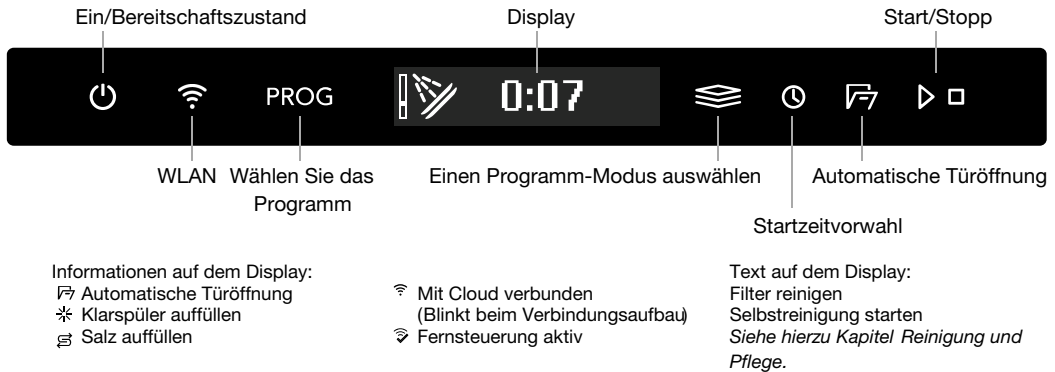 Ein/Bereitschaftszustand
Display
Start/Stopp
PROG
0:07
WLAN
Wählen Sie das
Programm
Einen Programm-Modus auswählen
Automatische Türöffnung
Startzeitvorwahl
Informationen auf dem Display:
Automatische Türöffnung
Klarspüler auffüllen
Salz auffüllen
Mit Cloud verbunden
(Blinkt beim Verbindungsaufbau)
Fernsteuerung aktiv
Text auf dem Display:
Filter reinigen
Selbstreinigung starten
Siehe hierzu Kapitel Reinigung und
Pflege.